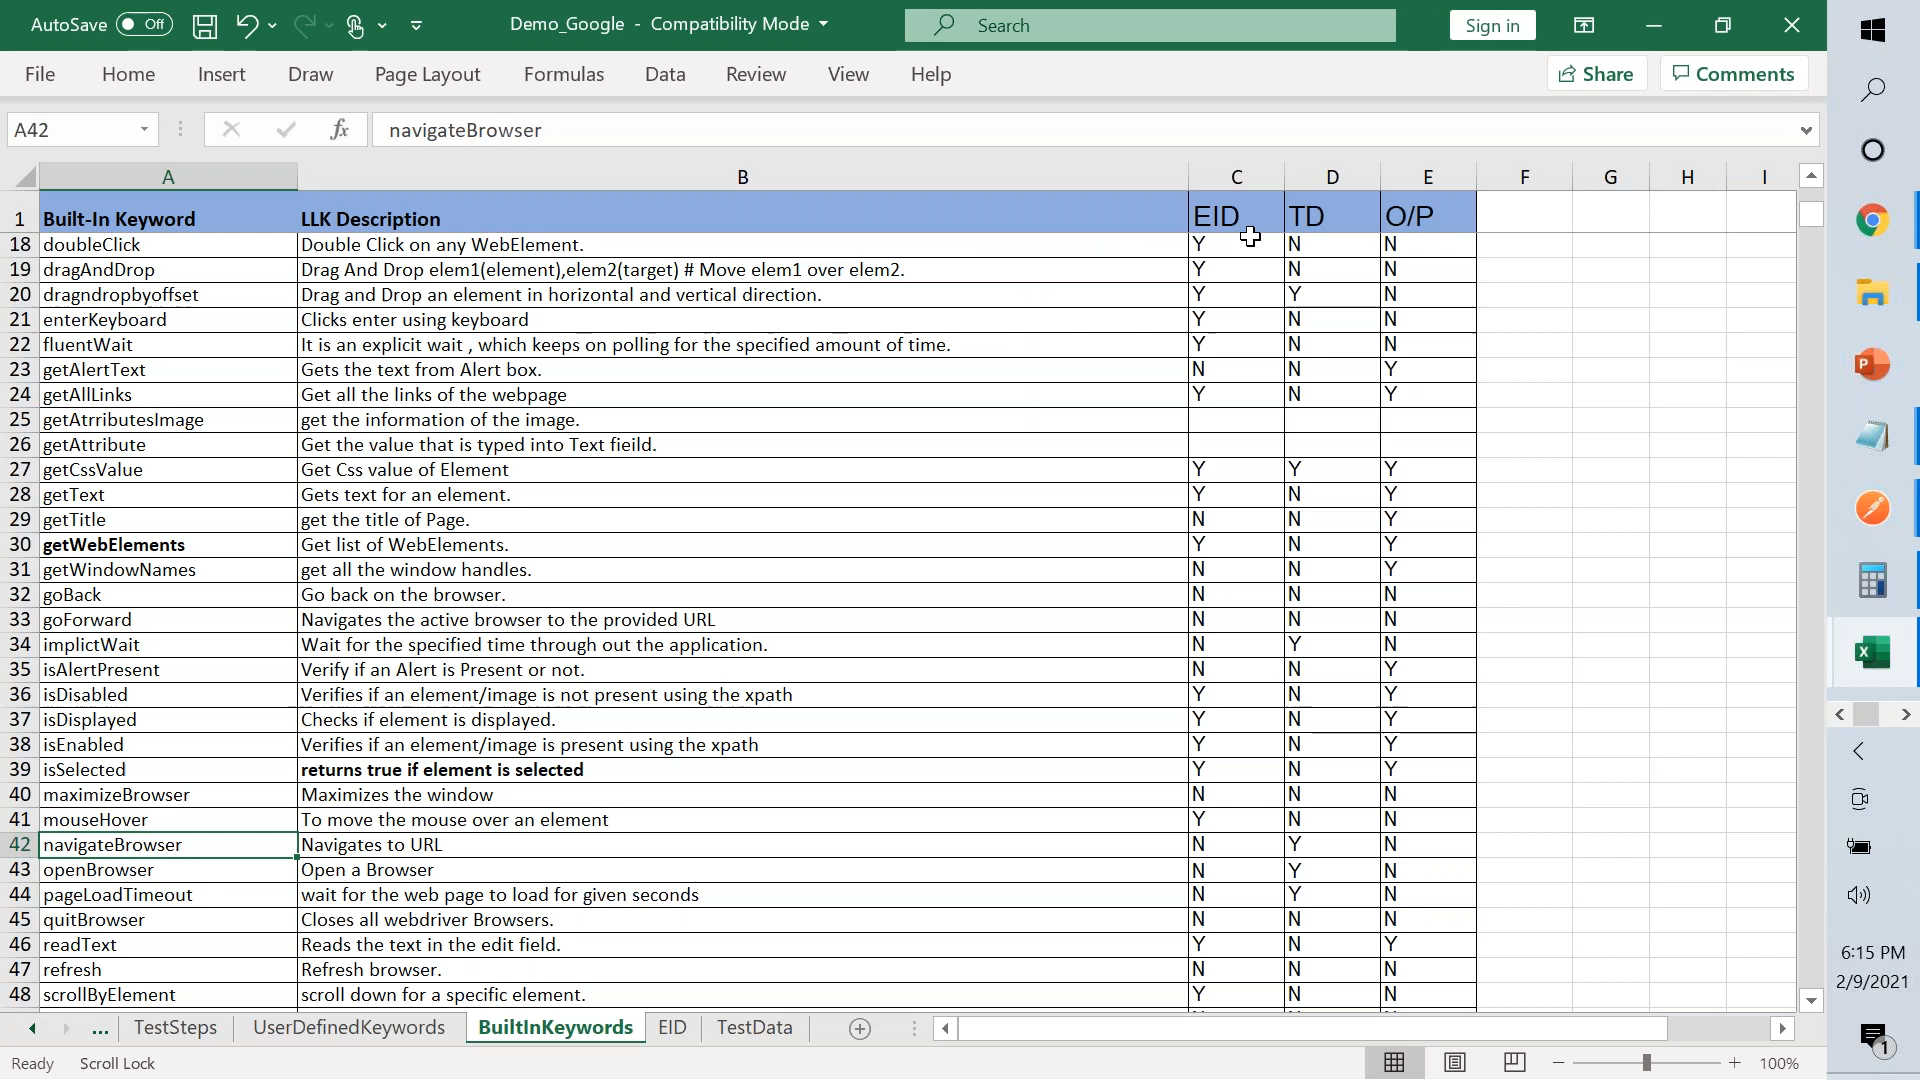 AutoSave Off Demo_Google - Compatibility Mode Search Sign in
File Home Insert Draw Page Layout Formulas Data Review View Help Share Comments
A42 fx navigateBrowser
A B C D E F G H I
1 Built-In Keyword LLK Description EID TD O/P
18 doubleClick Double Click on any WebElement. Y N N
19 dragAndDrop Drag And Drop elem1(element),elem2(target) # Move elem1 over elem2. Y N N
20 dragndropbyoffset Drag and Drop an element in horizontal and vertical direction. Y Y N
21 enterKeyboard Clicks enter using keyboard Y N N
22 fluentWait It is an explicit wait , which keeps on polling for the specified amount of time. Y N N
23 getAlertText Gets the text from Alert box. N N Y
24 getAllLinks Get all the links of the webpage Y N Y
25 getAtrributesImage get the information of the image.
26 getAttribute Get the value that is typed into Text fieild.
27 getCssValue Get Css value of Element Y Y Y
28 getText Gets text for an element. Y N Y
29 getTitle get the title of Page. N N Y
30 getWebElements Get list of WebElements. Y N Y
31 getWindowNames get all the window handles. N N Y
32 goBack Go back on the browser. N N N
33 goForward Navigates the active browser to the provided URL N N N
34 implictWait Wait for the specified time through out the application. N Y N
35 isAlertPresent Verify if an Alert is Present or not. N N Y
36 isDisabled Verifies if an element/image is not present using the xpath Y N Y
37 isDisplayed Checks if element is displayed. Y N Y
38 isEnabled Verifies if an element/image is present using the xpath Y N Y
39 isSelected returns true if element is selected Y N Y
40 maximizeBrowser Maximizes the window N N N
41 mouseHover To move the mouse over an element Y N N
42 navigateBrowser Navigates to URL N Y N
43 openBrowser Open a Browser N Y N
44 pageLoadTimeout wait for the web page to load for given seconds N Y N
45 quitBrowser Closes all webdriver Browsers. N N N
46 readText Reads the text in the edit field. Y N Y
47 refresh Refresh browser. N N N
48 scrollByElement scroll down for a specific element. Y N N
... TestSteps UserDefinedKeywords BuiltInKeywords EID TestData
Ready Scroll Lock 100%
6:15 PM
2/9/2021
1